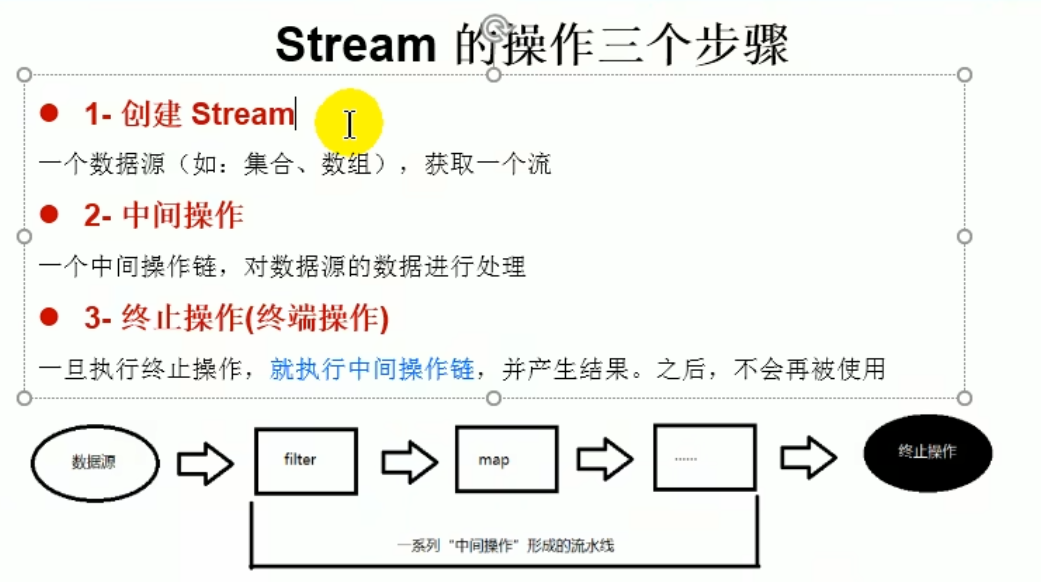 Stream 的操作三个步骤
1- 创建 Stream
一个数据源（如：集合、数组），获取一个流
2- 中间操作
一个中间操作链，对数据源的数据进行处理
3- 终止操作(终端操作)
一旦执行终止操作，就执行中间操作链，并产生结果。之后，不会再被使用
数据源
filter
map
......
终止操作
一系列“中间操作”形成的流水线